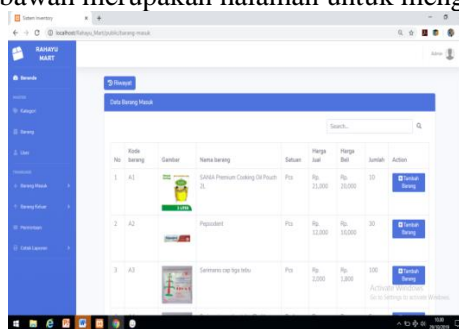 bawah merupakan halaman untuk meng
Sistem Inventory
localhost/Rahayu_Mart/public/barang-masuk
RAHAYU
MART
Beranda
Kategori
Barang
User
Barang Masuk
Barang Keluar
Permintaan
Cetak Laporan
Riwayat
Data Barang Masuk
Search...
No Kode barang Gambar Nama barang Satuan Harga Jual Harga Beli Jumlah Action
1 A1 SANIA Premium Cooking Oil Pouch 2L Pcs Rp. 21,000 Rp. 20,000 10 Tambah Barang
2 A2 Pepsodent Pcs Rp. 12,000 Rp. 10,000 30 Tambah Barang
3 A3 Sarimanis cap tiga tebu Pcs Rp. 2,000 Rp. 1,800 100 Tambah Barang
Activate Windows
Go to Settings to activate Windows.